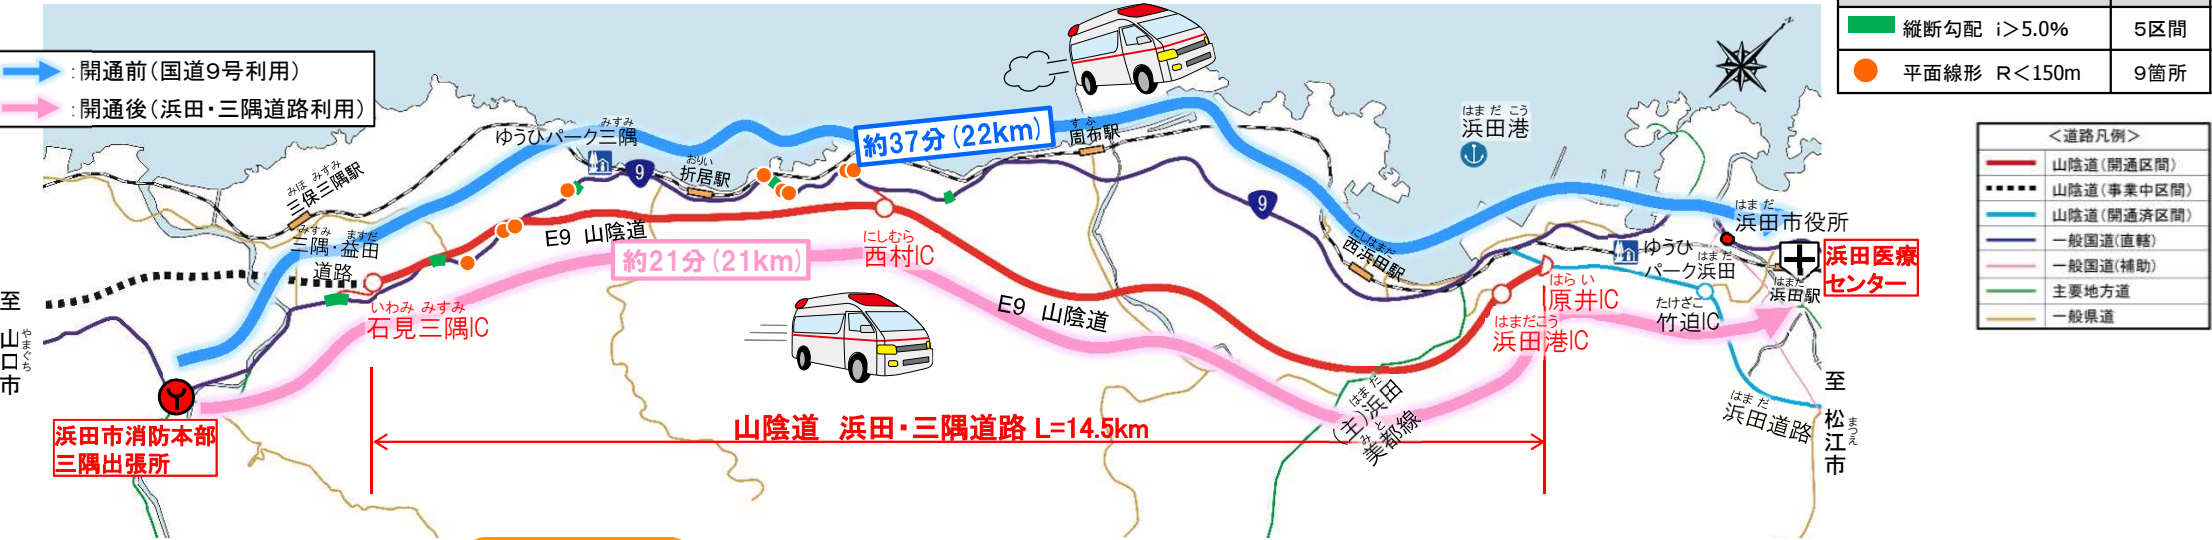 :開通前(国道9号利用)
:開通後(浜田・三隅道路利用)
縦断勾配 i>5.0% 5区間
平面線形 R<150m 9箇所
<道路凡例>
山陰道(開通区間)
山陰道(事業中区間)
山陰道(開通済区間)
一般国道(直轄)
一般国道(補助)
主要地方道
一般県道
N
はまだこう
浜田港
みすみ
ゆうひパーク三隅
約37分(22km)
すふ
周布駅
9
おりい
折居駅
みほみすみ
三保三隅駅
みすみ ますだ
三隅・益田
道路
E9 山陰道
約21分(21km)
にしむら
西村IC
9
にしはまだ
西浜田駅
はまだ
浜田市役所
ゆうひ
はまだ
パーク浜田
はまだ
浜田駅
浜田医療
センター
いわみ みすみ
石見三隅IC
E9 山陰道
はらい
原井IC
はまだこう
浜田港IC
たけざこ
竹迫IC
至
山口市
やまぐち
浜田市消防本部
三隅出張所
山陰道 浜田・三隅道路 L=14.5km
はまだ
(主)浜田
みと
美都線
はまだ
浜田道路
至
松江市
まつえ